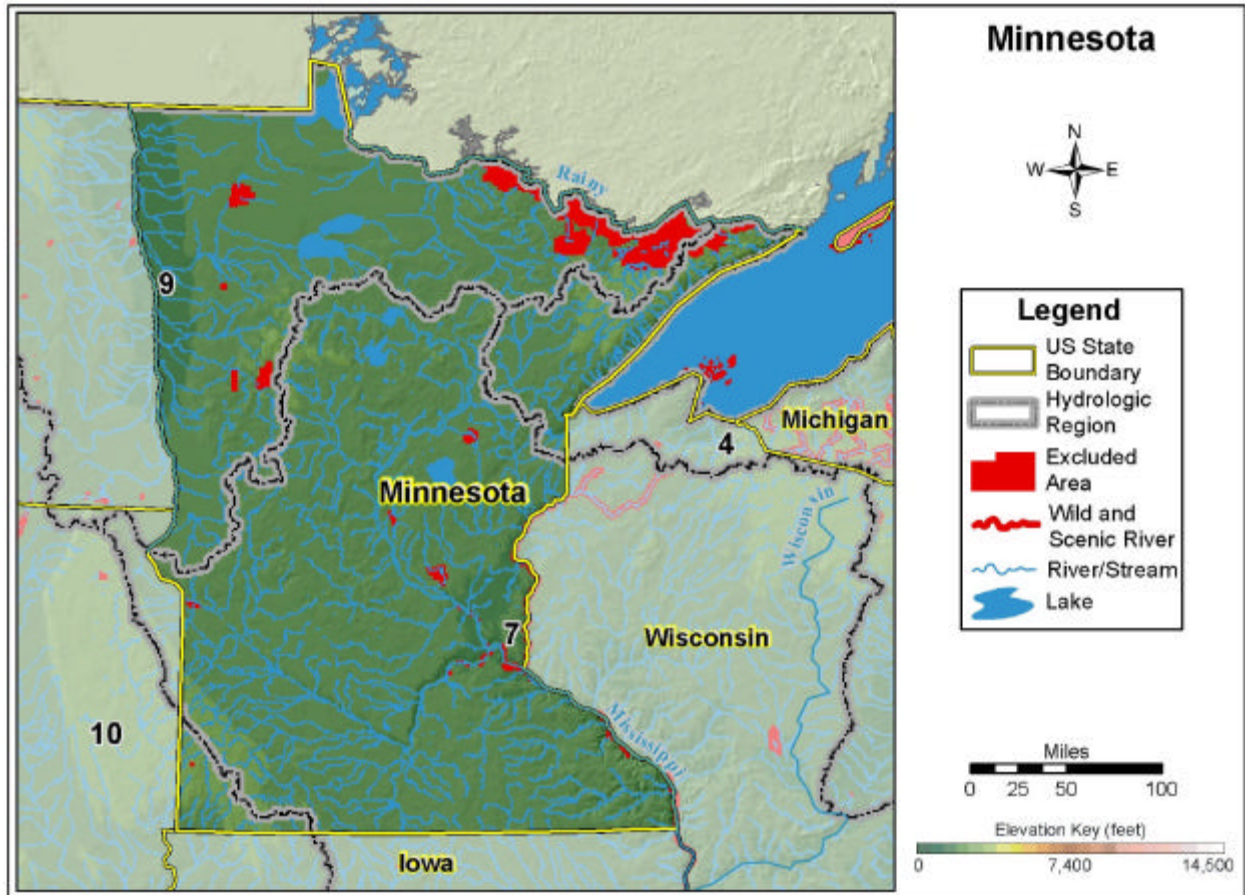 Minnesota
N
W E
S
Rainy
9
4
Michigan
Minnesota
Wisconsin
7
Wisconsin
Mississippi
10
Iowa
Legend
US State
Boundary
Hydrologic
Region
Excluded
Area
Wild and
Scenic River
River/Stream
Lake
Miles
0 25 50 100
Elevation Key (feet)
0 7,400 14,500